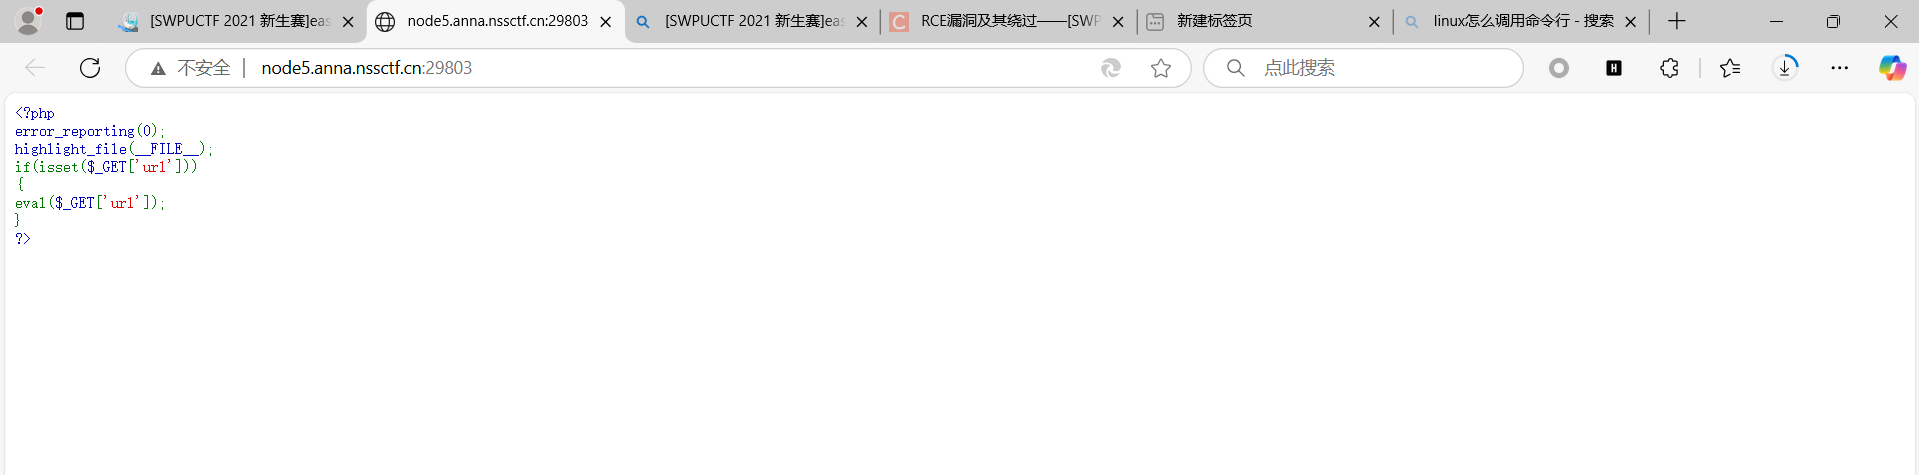 [SWPUCTF 2021 新生赛]eas
node5.anna.nssctf.cn:29803
[SWPUCTF 2021 新生赛]eas
RCE漏洞及其绕过——[SWP
新建标签页
linux怎么调用命令行 - 搜索
不安全
node5.anna.nssctf.cn:29803
点此搜索
H
<?php
error_reporting(0);
highlight_file(__FILE__);
if(isset($_GET['url']))
{
eval($_GET['url']);
}
?>